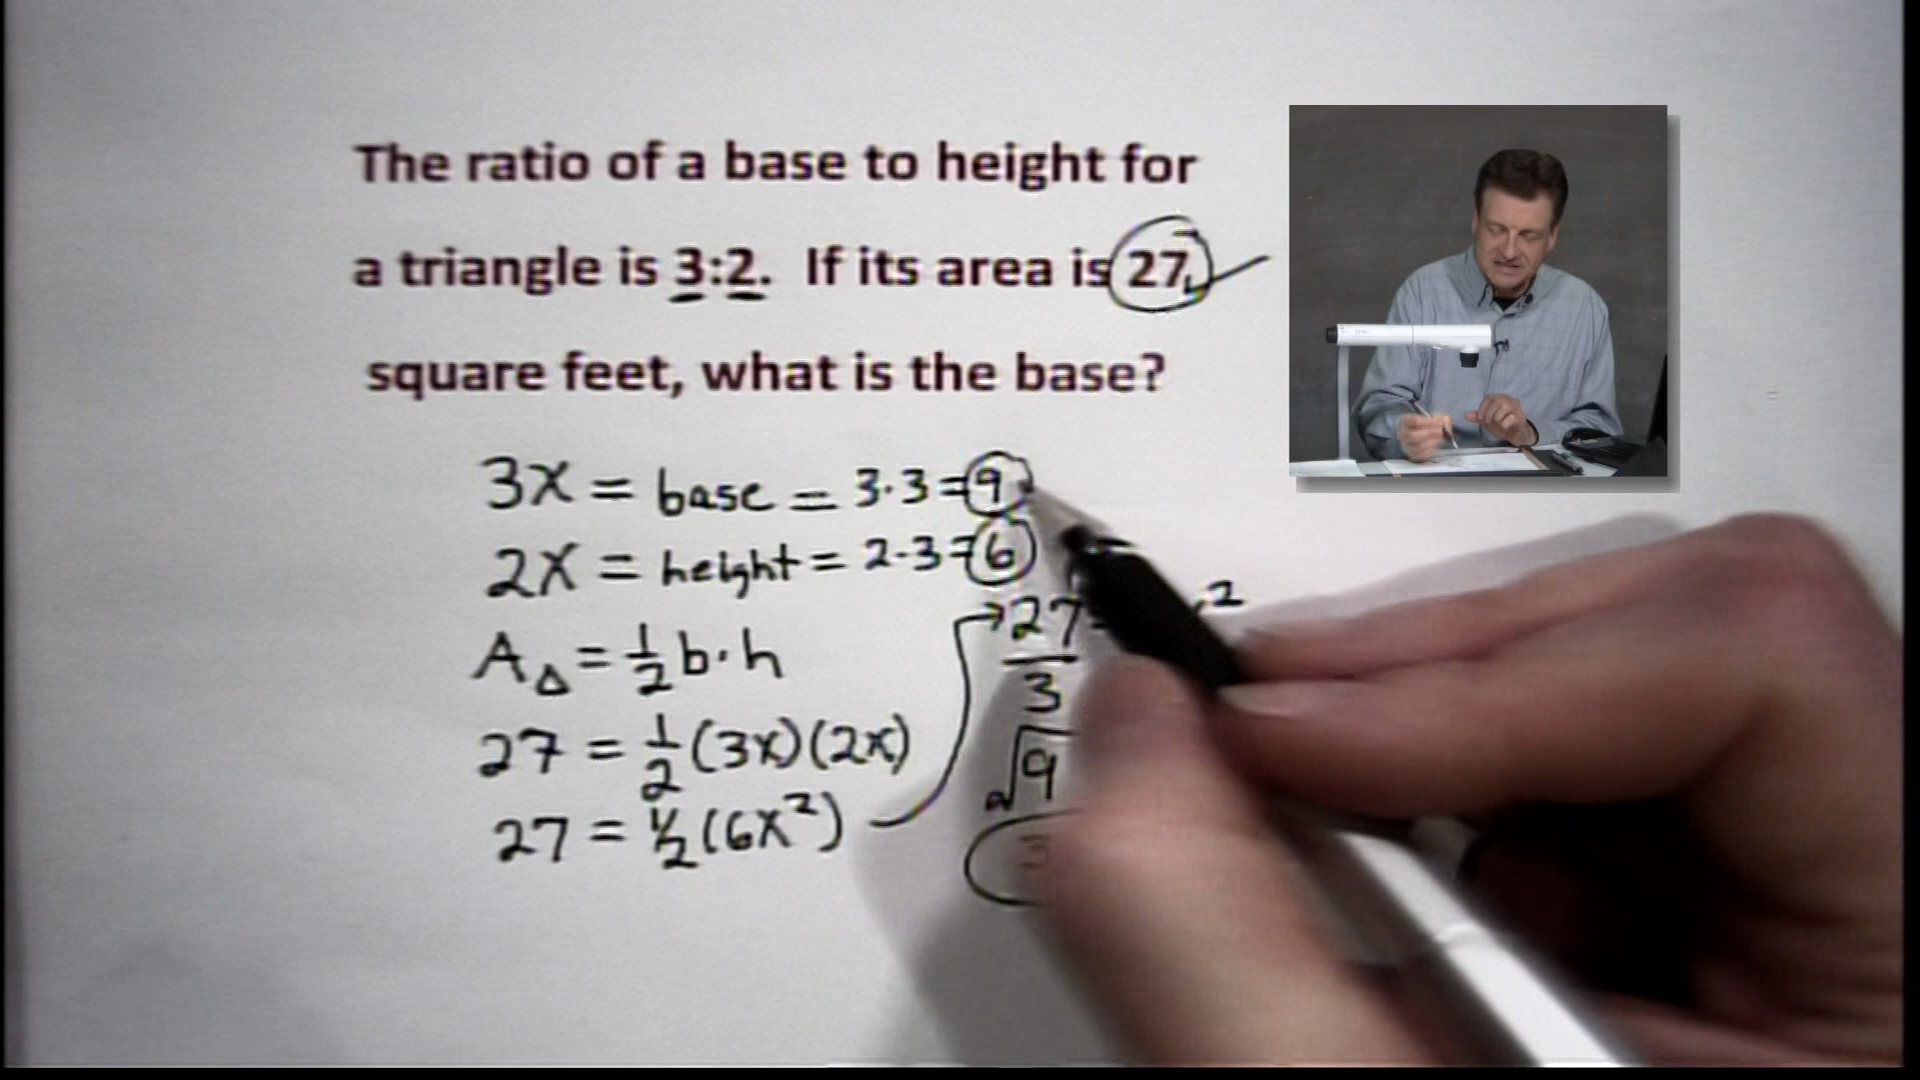 The ratio of a base to height for
a triangle is 3:2. If its area is 27
square feet, what is the base?
3x = base = 3·3=9
2x = height = 2·3=6
A△ = 1/2 b·h
27 = 1/2 (3x)(2x)
27 = 1/2 (6x²)
27
3
√9
3